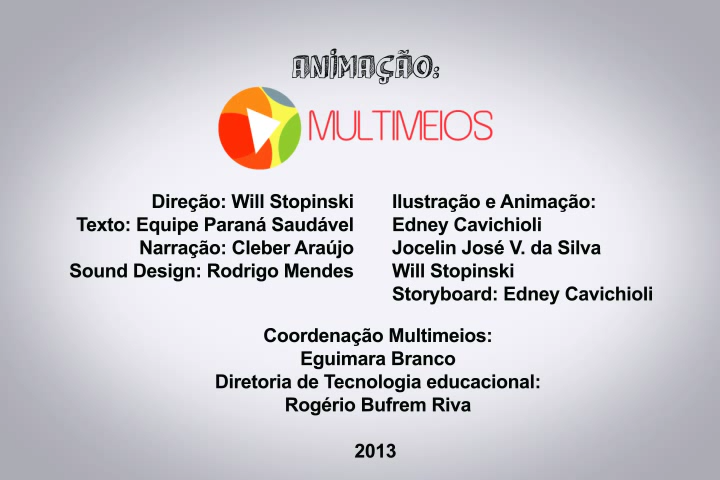 ANIMAÇÃO:
MULTIMEIOS
Direção: Will Stopinski
Texto: Equipe Paraná Saudável
Narração: Cleber Araújo
Sound Design: Rodrigo Mendes
Ilustração e Animação:
Edney Cavichioli
Jocelin José V. da Silva
Will Stopinski
Storyboard: Edney Cavichioli
Coordenação Multimeios:
Eguimara Branco
Diretoria de Tecnologia educacional:
Rogério Bufrem Riva
2013